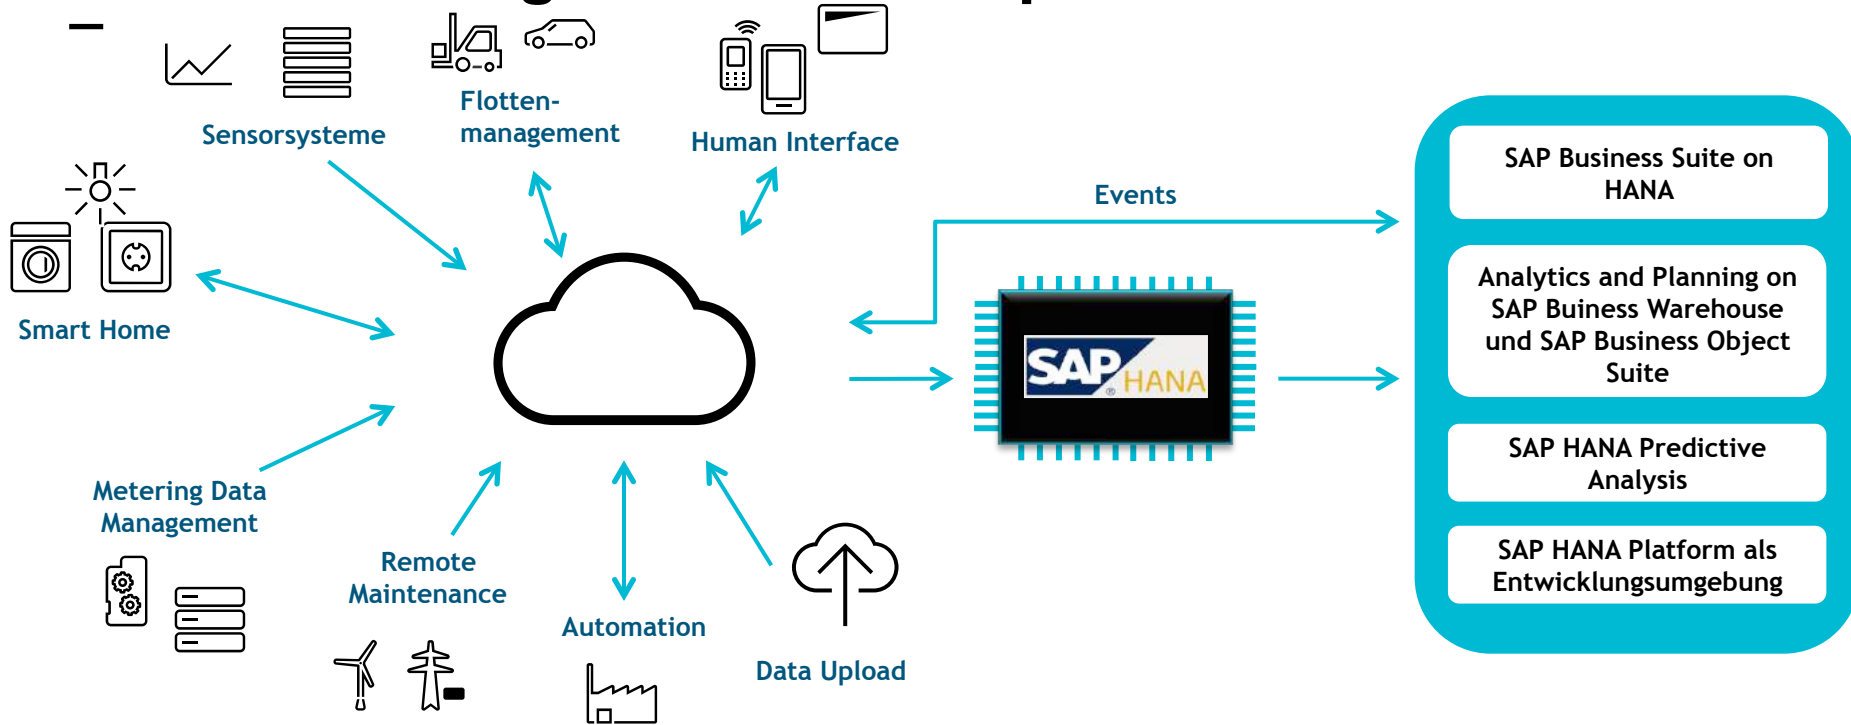 Sensorsysteme
Flotten-
management
Human Interface
Smart Home
Events
SAP
® HANA
Metering Data
Management
Remote
Maintenance
Automation
Data Upload
SAP Business Suite on
HANA
Analytics and Planning on
SAP Buiness Warehouse
und SAP Business Object
Suite
SAP HANA Predictive
Analysis
SAP HANA Platform als
Entwicklungsumgebung